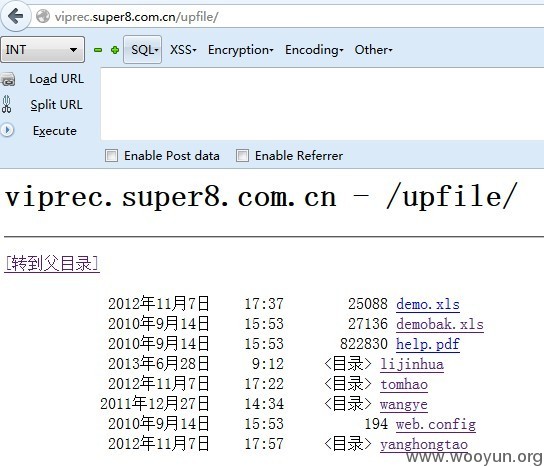 viprec.super8.com.cn/upfile/
INT SQL XSS Encryption Encoding Other
Load URL
Split URL
Execute
Enable Post data Enable Referrer
viprec.super8.com.cn - /upfile/
[转到父目录]
2012年11月7日 17:37 25088 demo.xls
2010年9月14日 15:53 27136 demobak.xls
2010年9月14日 15:53 822830 help.pdf
2013年6月28日 9:12 <目录> lijinhua
2012年11月7日 17:22 <目录> tomhao
2011年12月27日 14:34 <目录> wangye
2010年9月14日 15:53 194 web.config
2012年11月7日 17:57 <目录> yanghongtao
www.wooyun.org